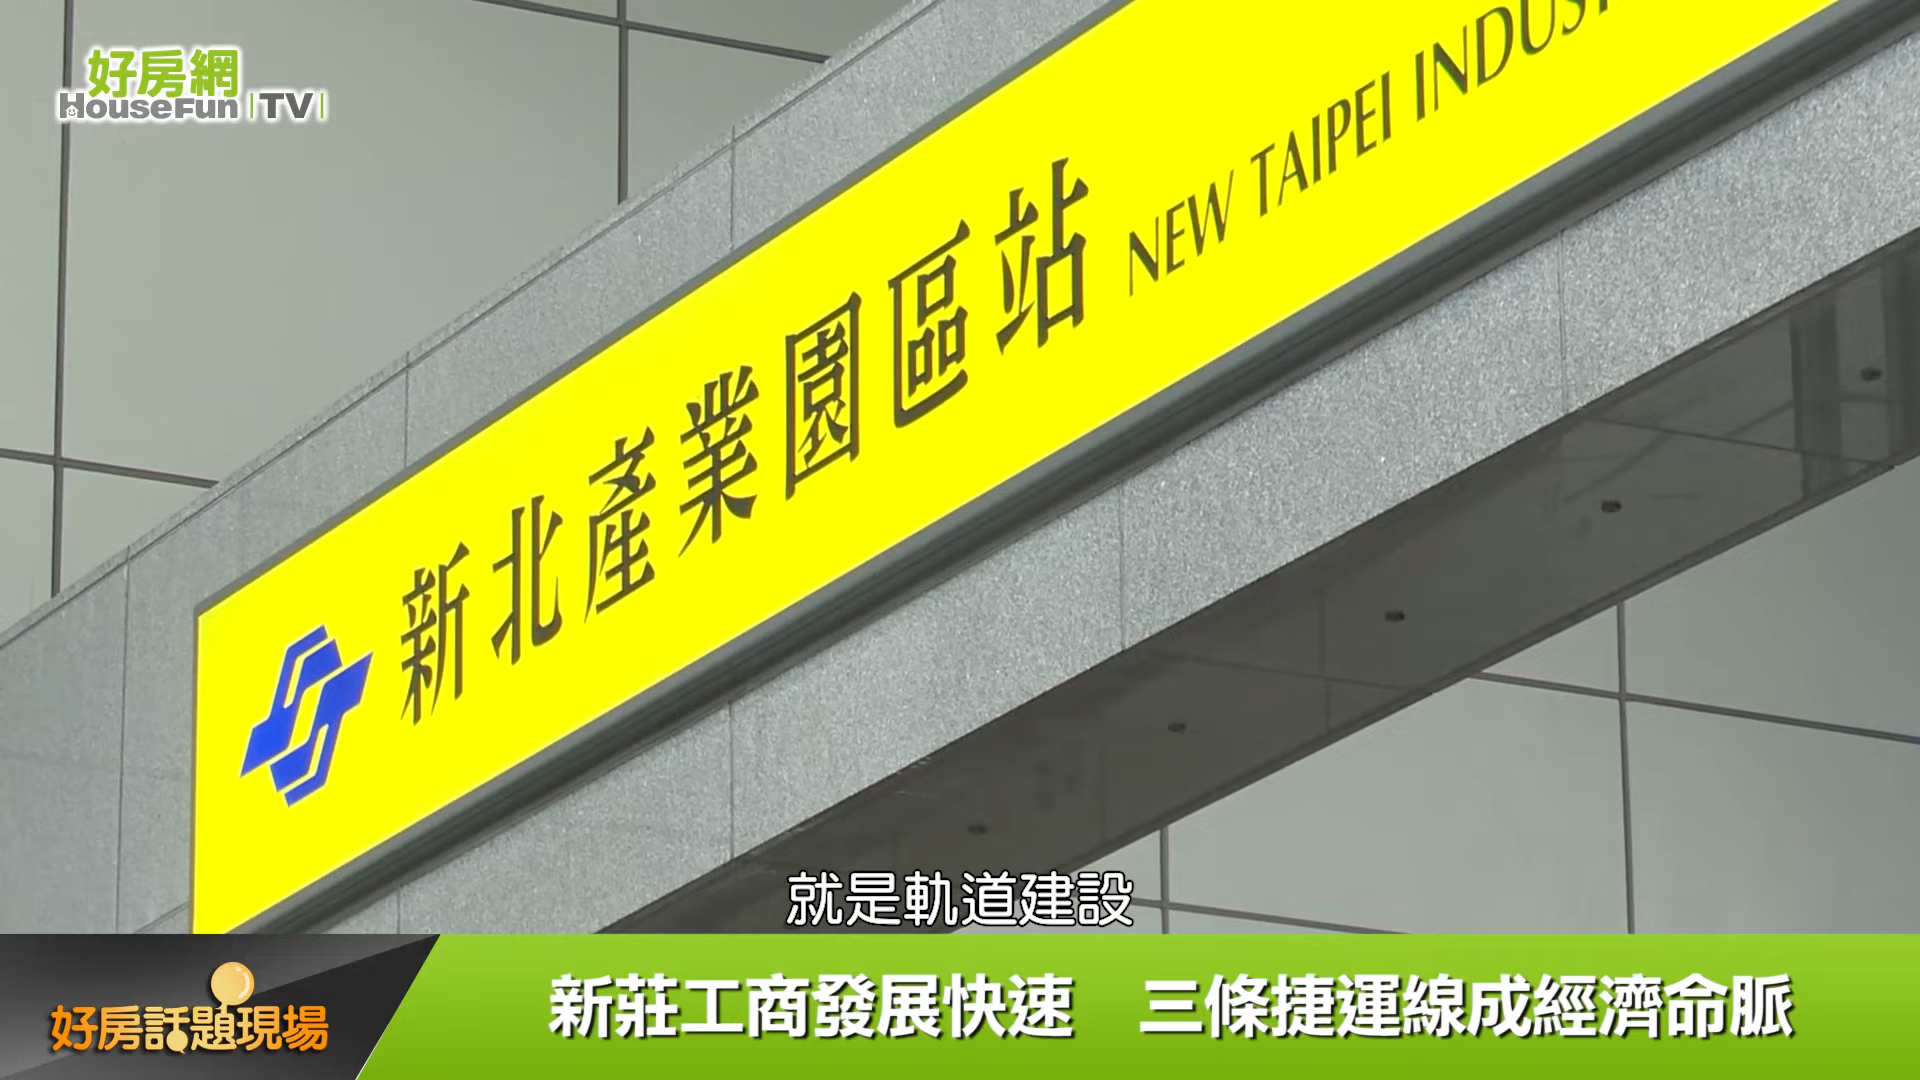 好房網
HouseFun TV
新北產業園區站 NEW TAIPEI
就是軌道建設
好房話題現場
新莊工商發展快速 三條捷運線成經濟命脈